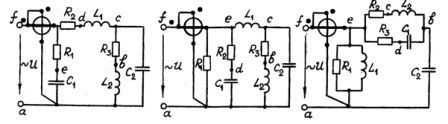 f R₂ d L₁ c
R₁ R₃
~U e b C₂
C₁ L₂
a
f e L₁ c
R₁ R₂ R₃
~U d b C₂
C₁ L₂
a
f e R₂ c L₂
R₃ d C₁ b
~U R₁ L₁ C₂
a